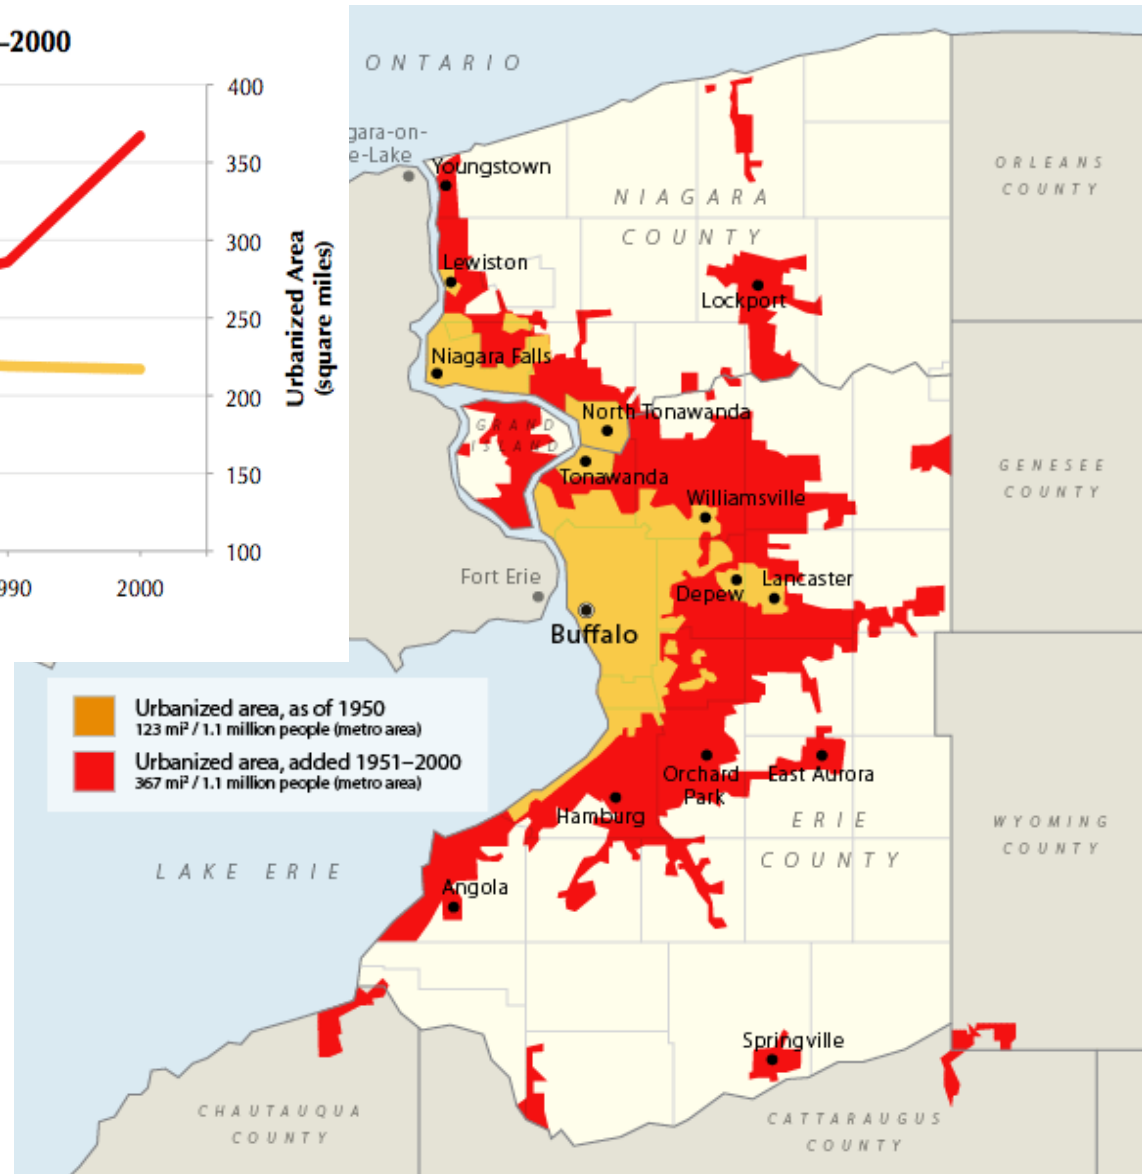 –2000
400
350
300
250
200
150
100
Urbanized Area
(square miles)
990
2000
ONTARIO
gara-on-
e-Lake
Youngstown
NIAGARA
COUNTY
ORLEANS
COUNTY
Lewiston
Lockport
Niagara Falls
GRAND
ISLAND
North Tonawanda
Tonawanda
GENESEE
COUNTY
Williamsville
Fort Erie
Depew
Lancaster
Buffalo
Urbanized area, as of 1950
123 mi² / 1.1 million people (metro area)
Urbanized area, added 1951–2000
367 mi² / 1.1 million people (metro area)
Orchard
Park
East Aurora
Hamburg
ERIE
COUNTY
WYOMING
COUNTY
LAKE ERIE
Angola
Springville
CHAUTAUQUA
COUNTY
CATTARAUGUS
COUNTY